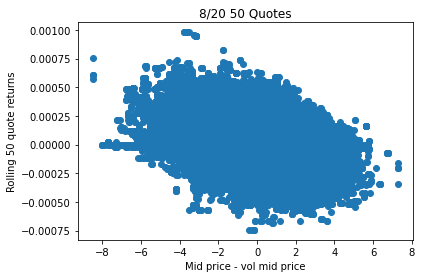 8/20 50 Quotes
Rolling 50 quote returns
0.00100
0.00075
0.00050
0.00025
0.00000
−0.00025
−0.00050
−0.00075
−8 −6 −4 −2 0 2 4 6 8
Mid price - vol mid price